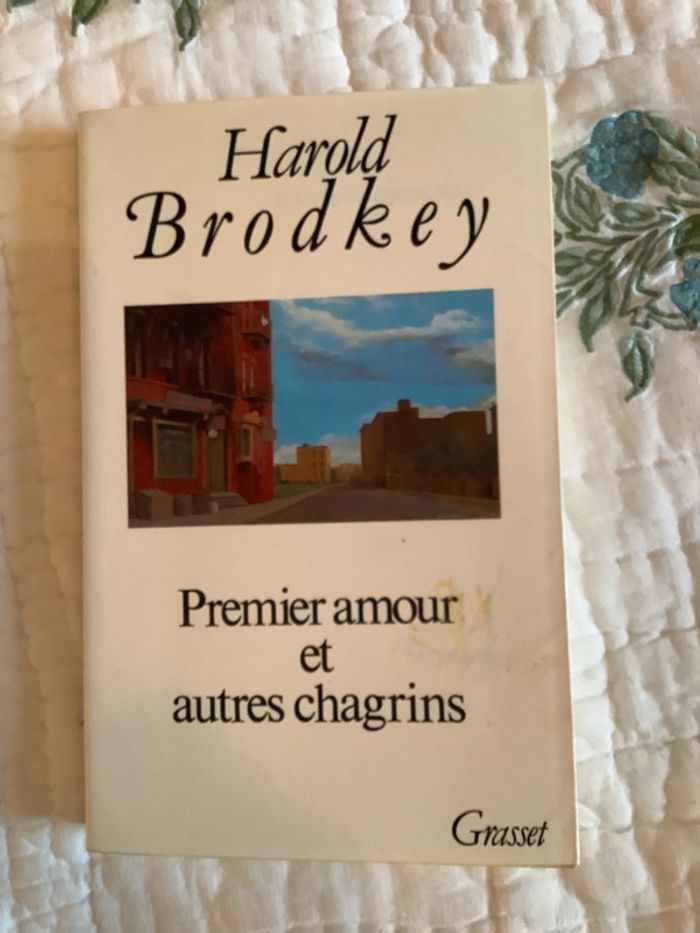 Harold
Brodkey
Premier amour
et
autres chagrins
Grasset